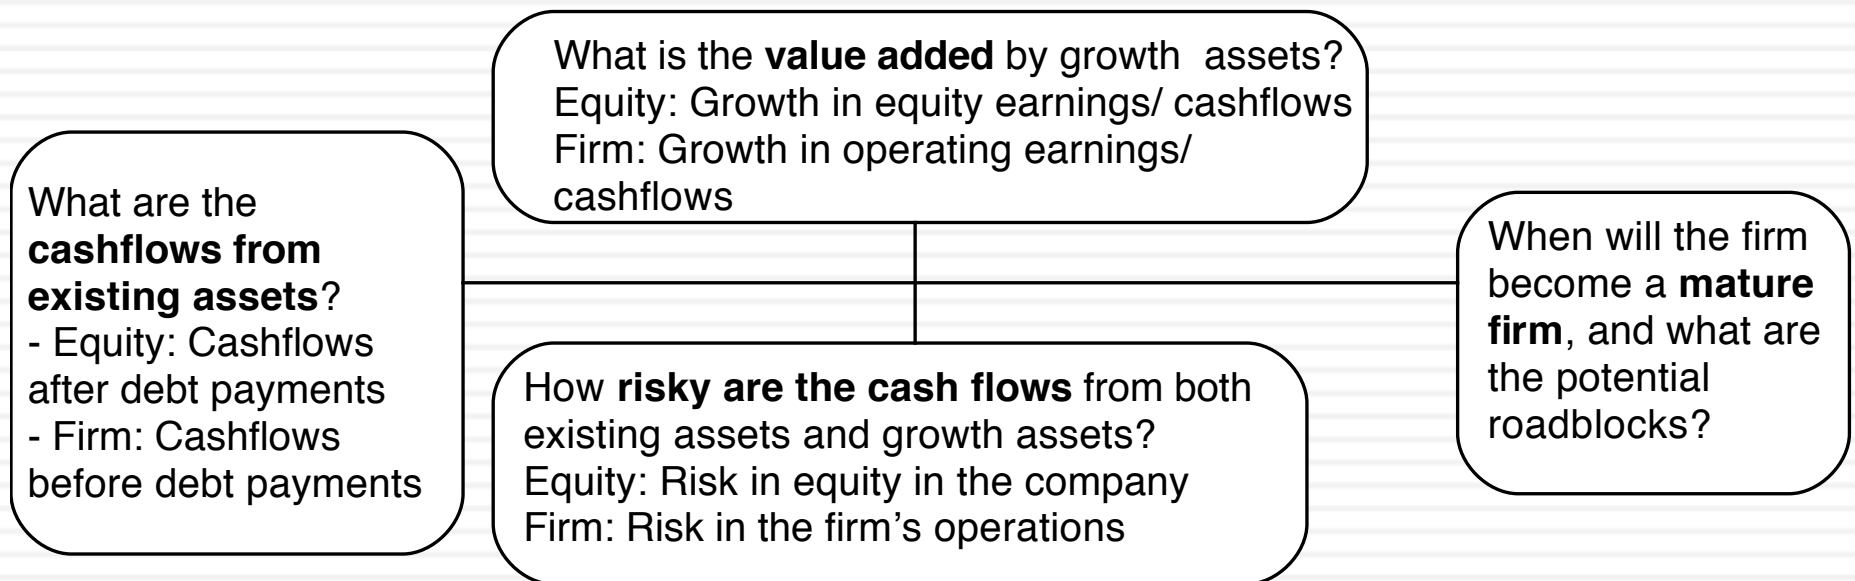 What is the value added by growth  assets?
Equity: Growth in equity earnings/ cashflows
Firm: Growth in operating earnings/
cashflows
What are the
cashflows from
existing assets?
- Equity: Cashflows
after debt payments
- Firm: Cashflows
before debt payments
How risky are the cash flows from both
existing assets and growth assets?
Equity: Risk in equity in the company
Firm: Risk in the firm’s operations
When will the firm
become a mature
firm, and what are
the potential
roadblocks?